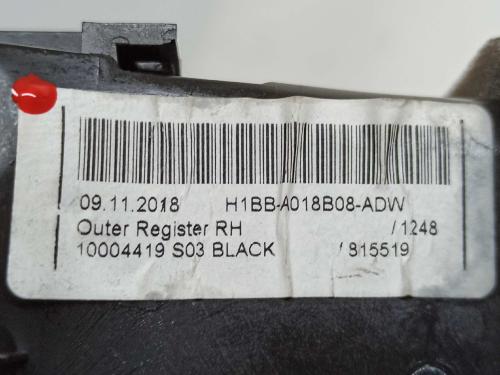 09.11.2018 H1BB-A018B08-ADW
Outer Register RH /1248
10004419 S03 BLACK /815519